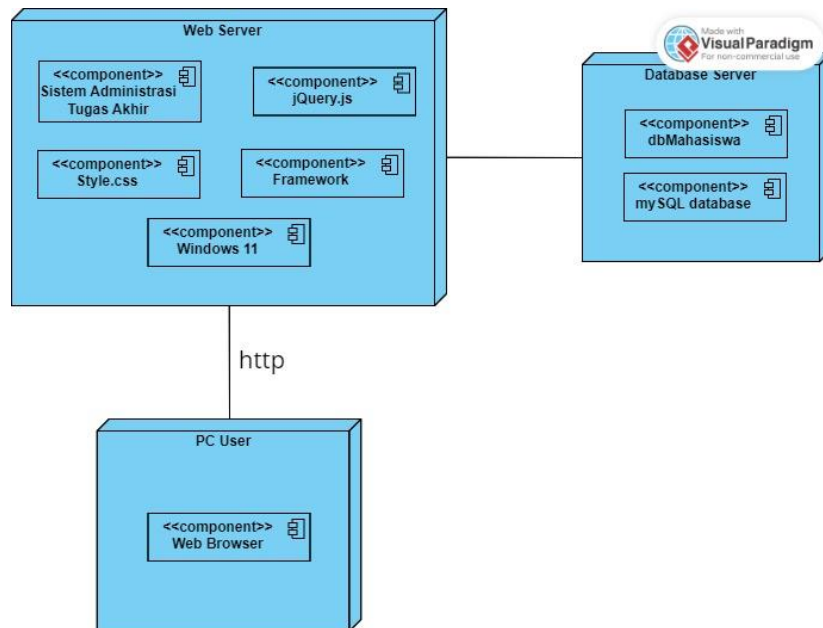 Web Server
<<component>>
Sistem Administrasi
Tugas Akhir
<<component>>
jQuery.js
<<component>>
Style.css
<<component>>
Framework
<<component>>
Windows 11
Made with
Visual Paradigm
For non-commercial use
Database Server
<<component>>
dbMahasiswa
<<component>>
mySQL database
http
PC User
<<component>>
Web Browser